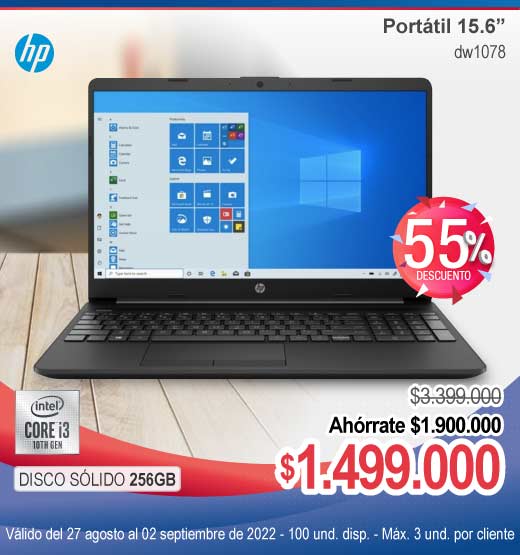 hp
Portátil 15.6”
dw1078
55%
DESCUENTO
hp
intel
CORE i3
10TH GEN
$3.399.000
Ahórrate $1.900.000
$1.499.000
DISCO SÓLIDO 256GB
Válido del 27 agosto al 02 septiembre de 2022 - 100 und. disp. - Máx. 3 und. por cliente